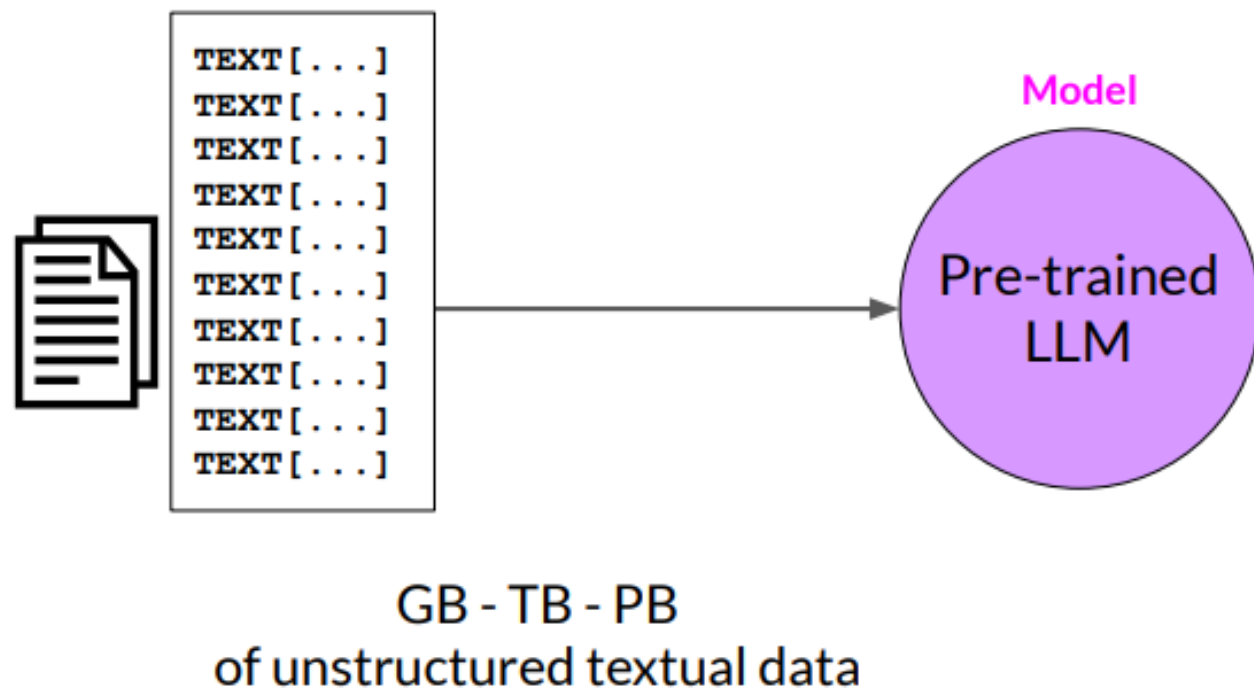 TEXT[...]
TEXT[...]
TEXT[...]
TEXT[...]
TEXT[...]
TEXT[...]
TEXT[...]
TEXT[...]
TEXT[...]
TEXT[...]
Model
Pre-trained
LLM
GB - TB - PB
of unstructured textual data